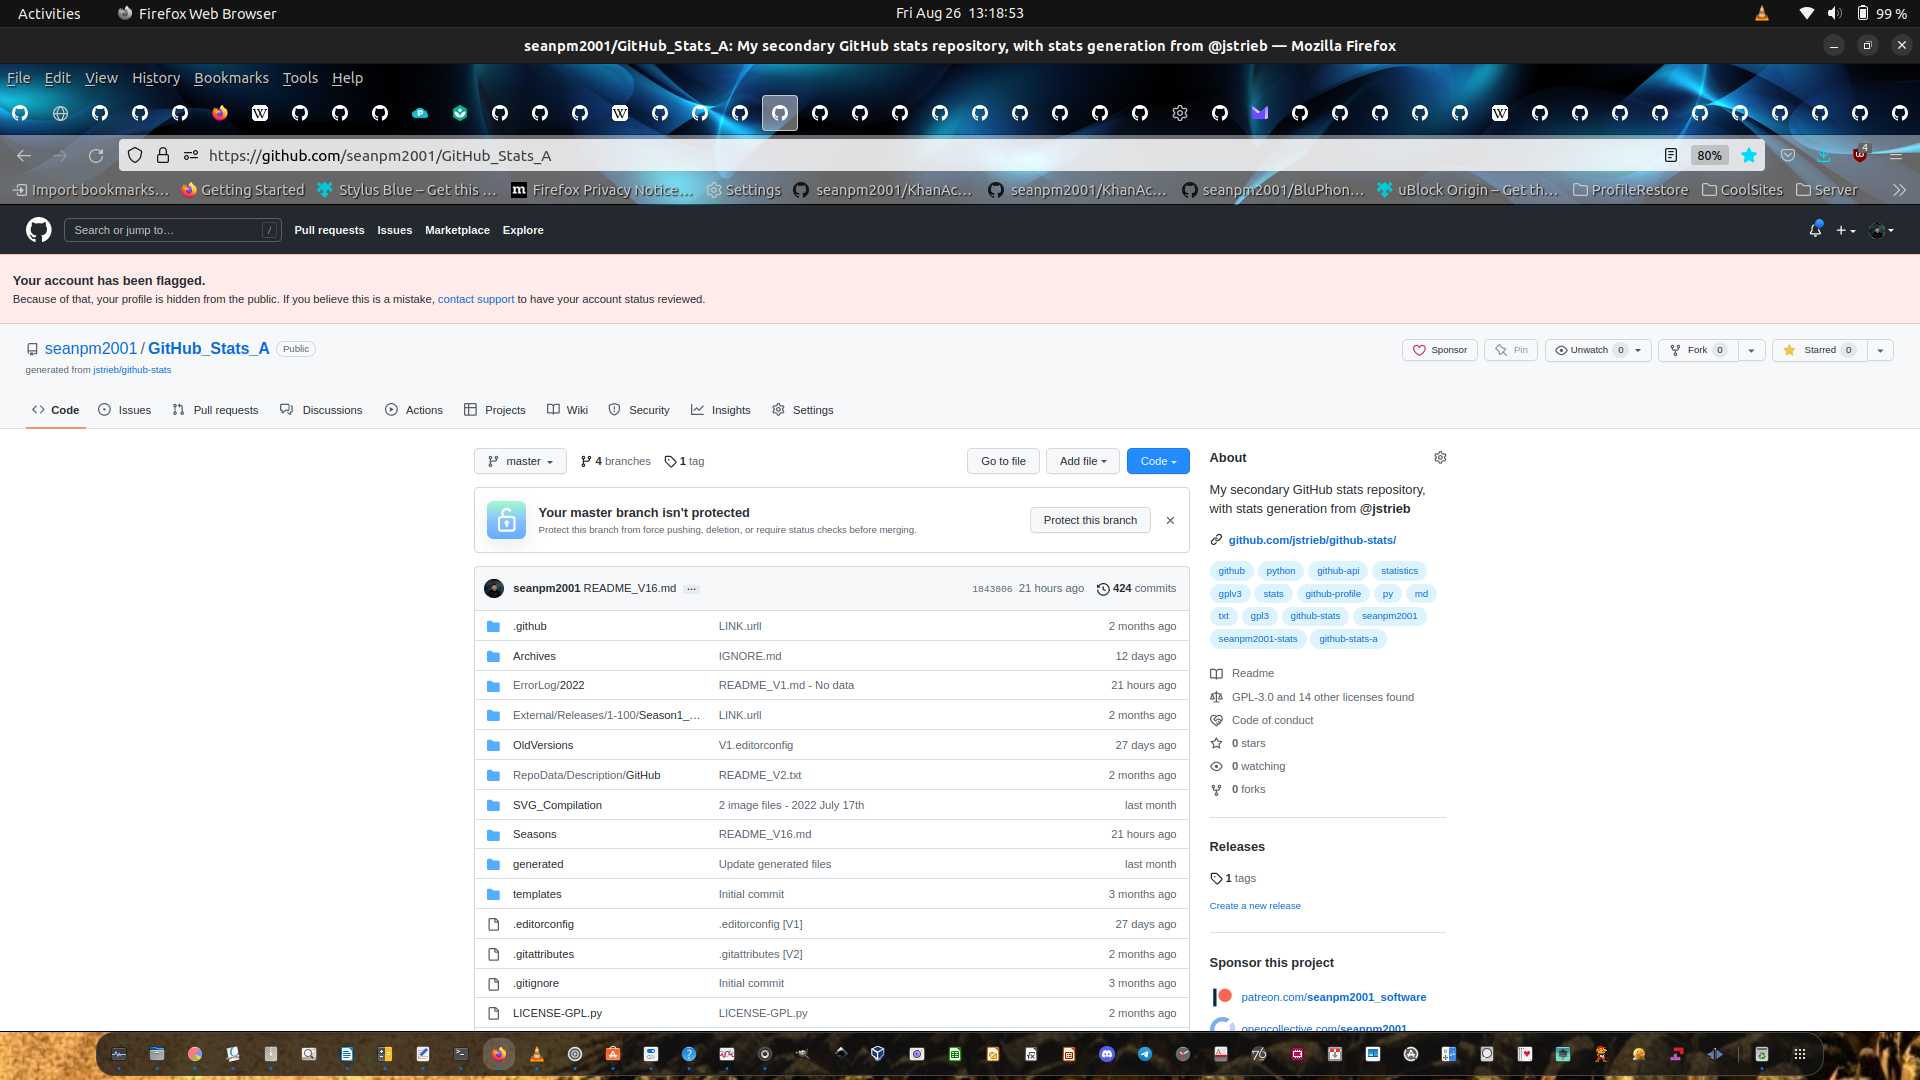 Activities
Firefox Web Browser
Fri Aug 26 13:18:53
99 %
seanpm2001/GitHub_Stats_A: My secondary GitHub stats repository, with stats generation from @jstrieb — Mozilla Firefox
File Edit View History Bookmarks Tools Help
https://github.com/seanpm2001/GitHub_Stats_A
80%
4
Import bookmarks… Getting Started Stylus Blue – Get this … Firefox Privacy Notice… Settings seanpm2001/KhanAc… seanpm2001/KhanAc… seanpm2001/BluPhon… uBlock Origin – Get th… ProfileRestore CoolSites Server
Search or jump to… /
Pull requests Issues Marketplace Explore
Your account has been flagged.
Because of that, your profile is hidden from the public. If you believe this is a mistake, contact support to have your account status reviewed.
seanpm2001 / GitHub_Stats_A Public
Sponsor Pin Unwatch 0 Fork 0 Starred 0
generated from jstrieb/github-stats
Code Issues Pull requests Discussions Actions Projects Wiki Security Insights Settings
master 4 branches 1 tag
Go to file Add file Code
Your master branch isn't protected
Protect this branch from force pushing, deletion, or require status checks before merging.
Protect this branch
seanpm2001 README_V16.md … 1843806 21 hours ago 424 commits
.github LINK.urll 2 months ago
Archives IGNORE.md 12 days ago
ErrorLog/2022 README_V1.md - No data 21 hours ago
External/Releases/1-100/Season1_… LINK.urll 2 months ago
OldVersions V1.editorconfig 27 days ago
RepoData/Description/GitHub README_V2.txt 2 months ago
SVG_Compilation 2 image files - 2022 July 17th last month
Seasons README_V16.md 21 hours ago
generated Update generated files last month
templates Initial commit 3 months ago
.editorconfig .editorconfig [V1] 27 days ago
.gitattributes .gitattributes [V2] 2 months ago
.gitignore Initial commit 3 months ago
LICENSE-GPL.py LICENSE-GPL.py 2 months ago
About
My secondary GitHub stats repository,
with stats generation from @jstrieb
github.com/jstrieb/github-stats/
github python github-api statistics
gplv3 stats github-profile py md
txt gpl3 github-stats seanpm2001
seanpm2001-stats github-stats-a
Readme
GPL-3.0 and 14 other licenses found
Code of conduct
0 stars
0 watching
0 forks
Releases
1 tags
Create a new release
Sponsor this project
patreon.com/seanpm2001_software
opencollective.com/seanpm2001